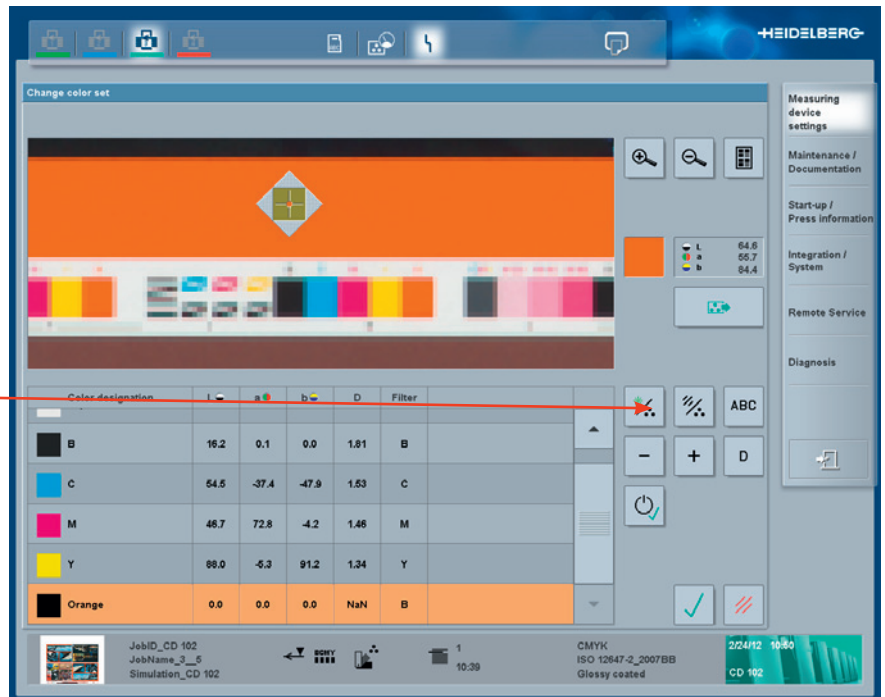 HEIDELBERG
Change color set
Measuring
device
settings
Maintenance /
Documentation
Start-up /
Press information
Integration /
System
Remote Service
Diagnosis
L 64.6
a 55.7
b 84.4
Color designation L a b D Filter
B 16.2 0.1 0.0 1.81 B
C 54.5 -37.4 -47.9 1.53 C
M 46.7 72.8 -4.2 1.46 M
Y 88.0 -5.3 91.2 1.34 Y
Orange 0.0 0.0 0.0 NaN B
ABC
D
JobID_CD 102
JobName_3__5
Simulation_CD 102
BCMY
1
10:39
CMYK
ISO 12647-2_2007BB
Glossy coated
2/24/12 10:50
CD 102